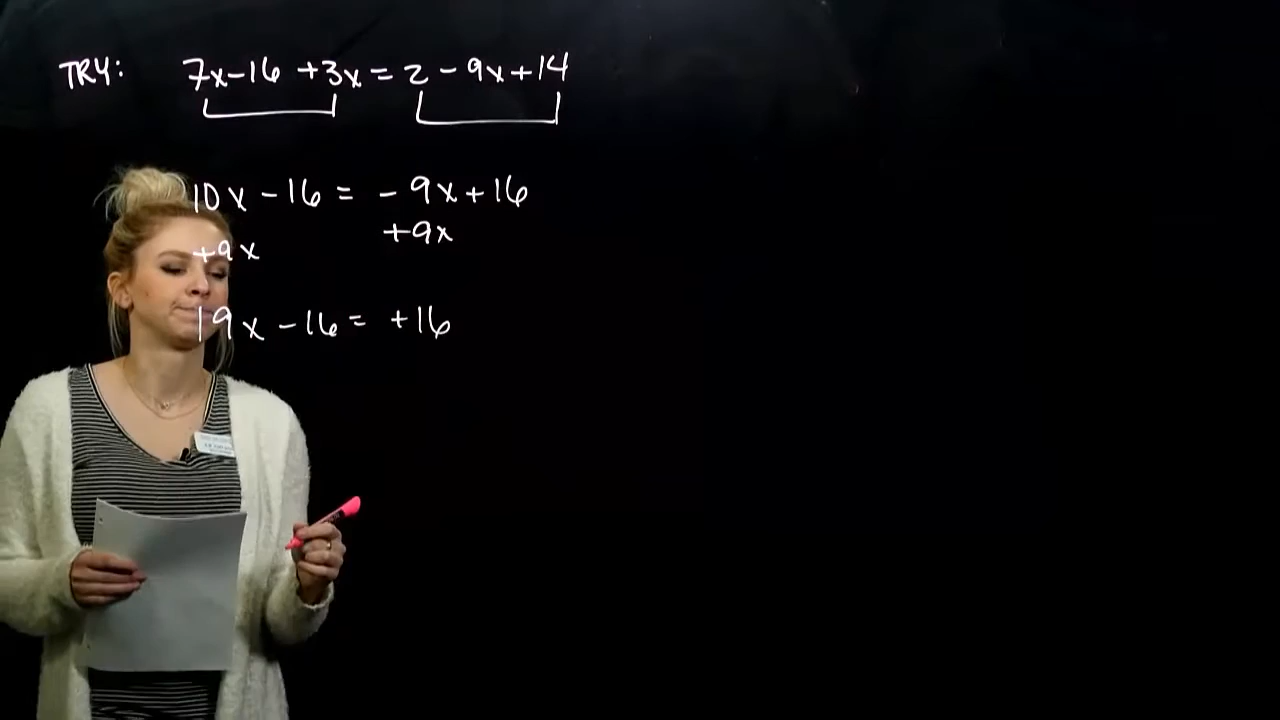 TRY: 7x-16 +3x = 2 - 9x+14
10x - 16 = - 9x+16
+9x +9x
19x - 16 = +16